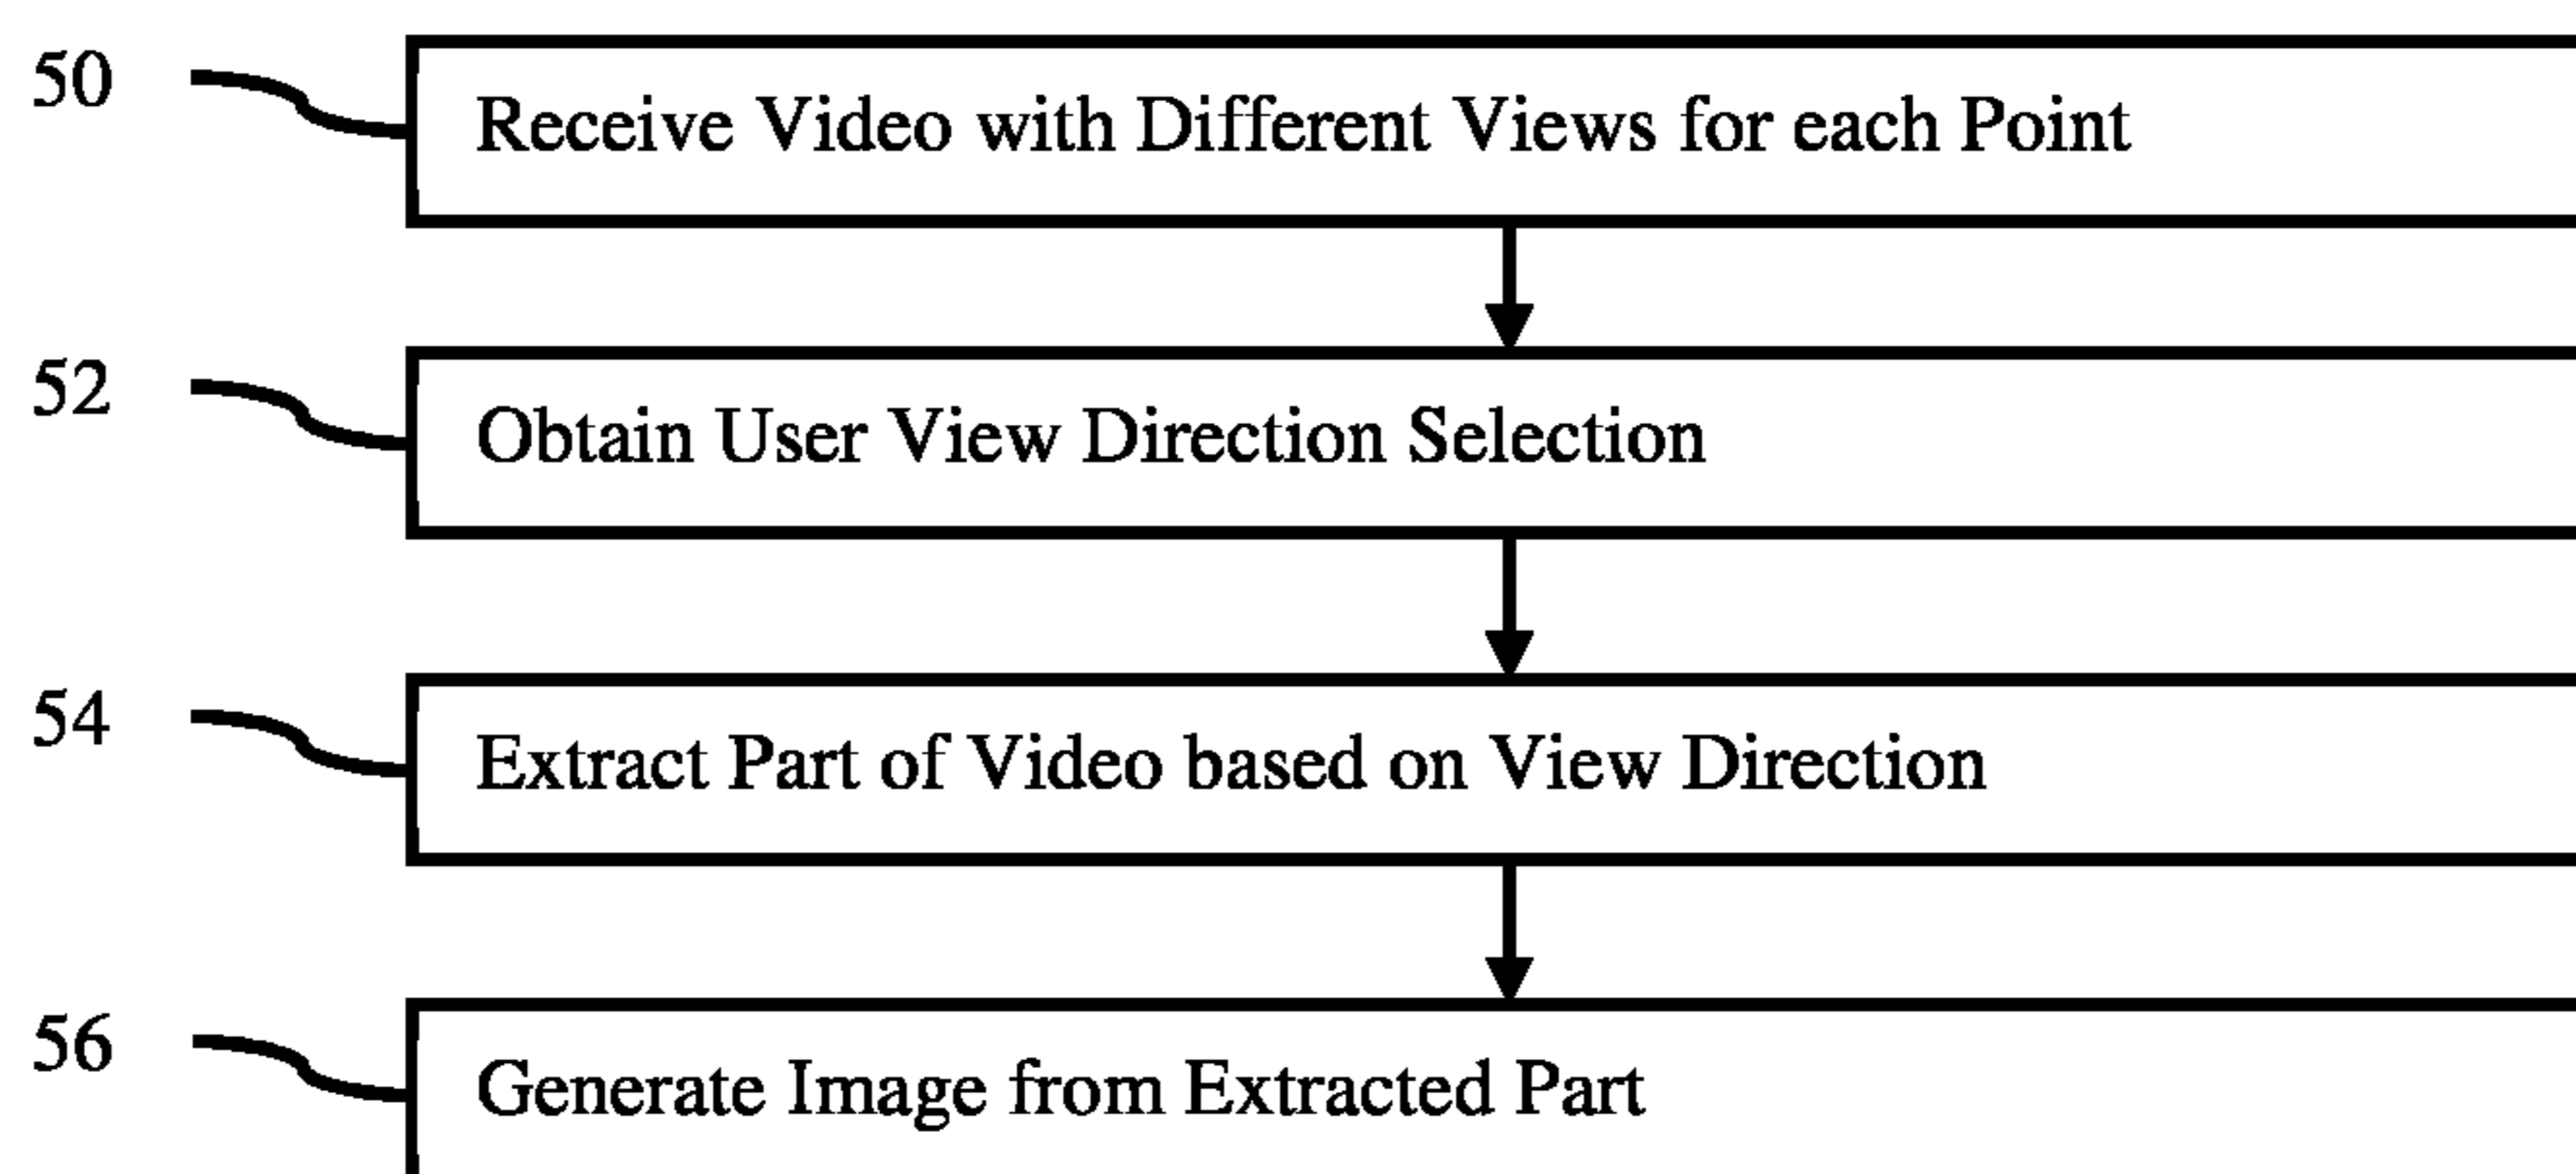 50 Receive Video with Different Views for each Point
52 Obtain User View Direction Selection
54 Extract Part of Video based on View Direction
56 Generate Image from Extracted Part